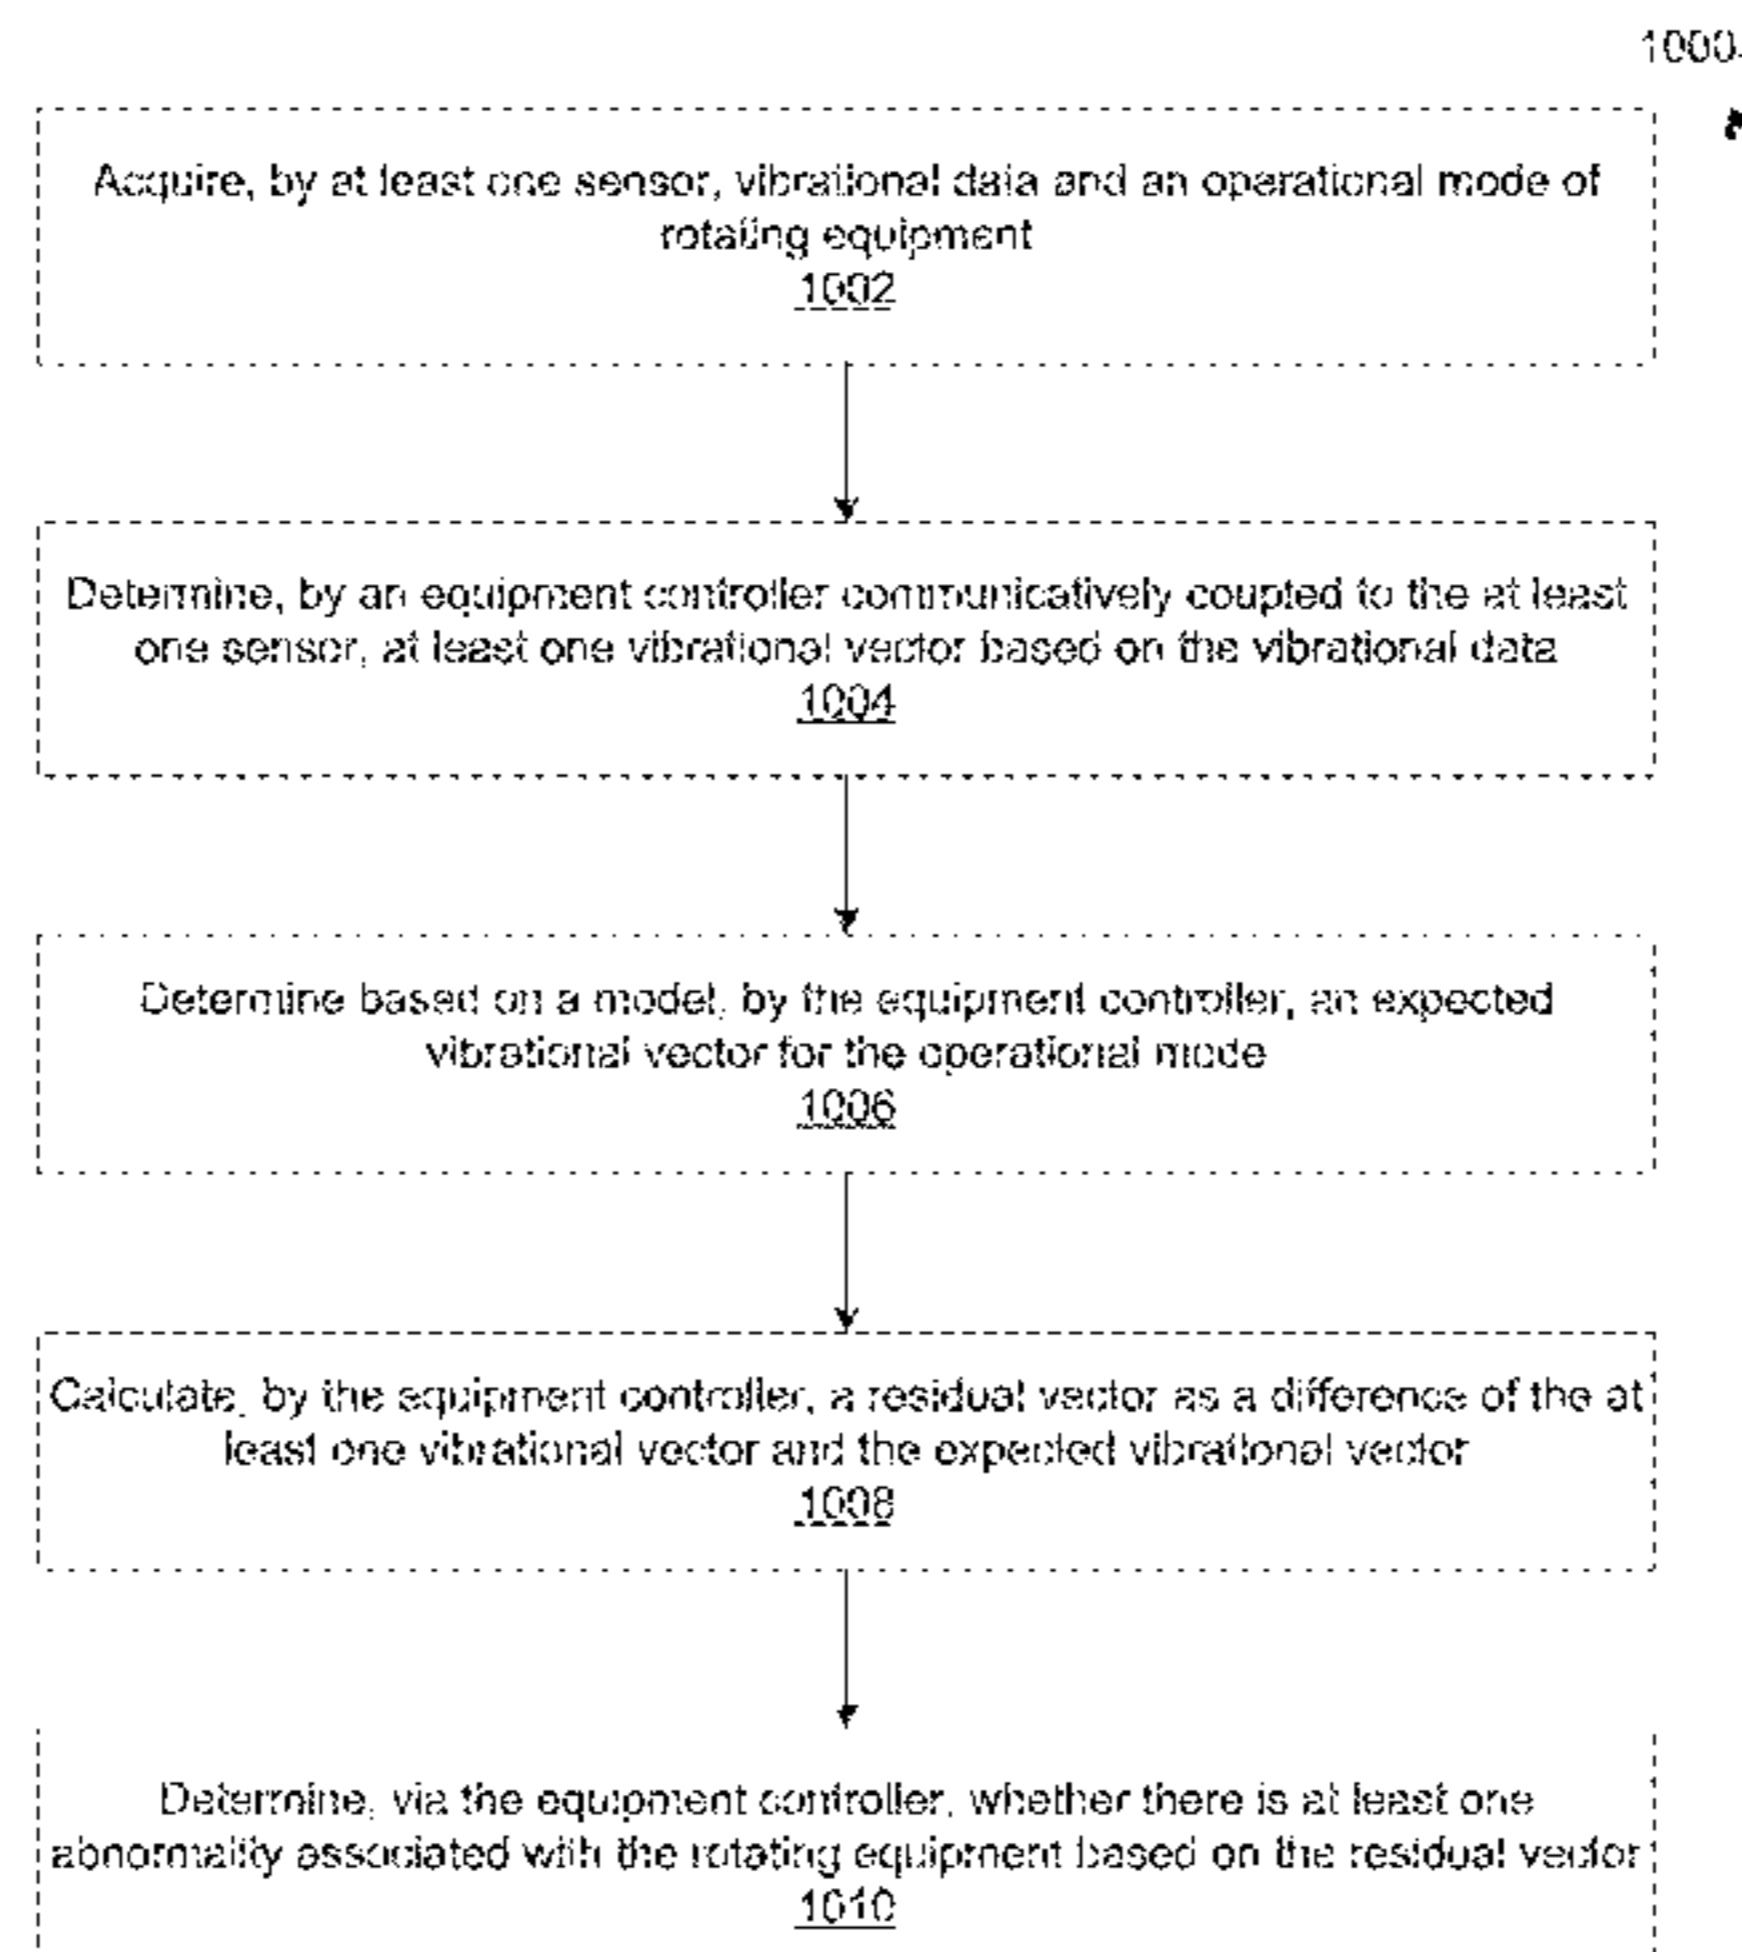 1000
Acquire, by at least one sensor, vibrational data and an operational mode of
rotating equipment
1002
Determine, by an equipment controller communicatively coupled to the at least
one sensor, at least one vibrational vector based on the vibrational data
1004
Determine based on a model, by the equipment controller, an expected
vibrational vector for the operational mode
1006
Calculate, by the equipment controller, a residual vector as a difference of the at
least one vibrational vector and the expected vibrational vector
1008
Determine, via the equipment controller, whether there is at least one
abnormality associated with the rotating equipment based on the residual vector
1010